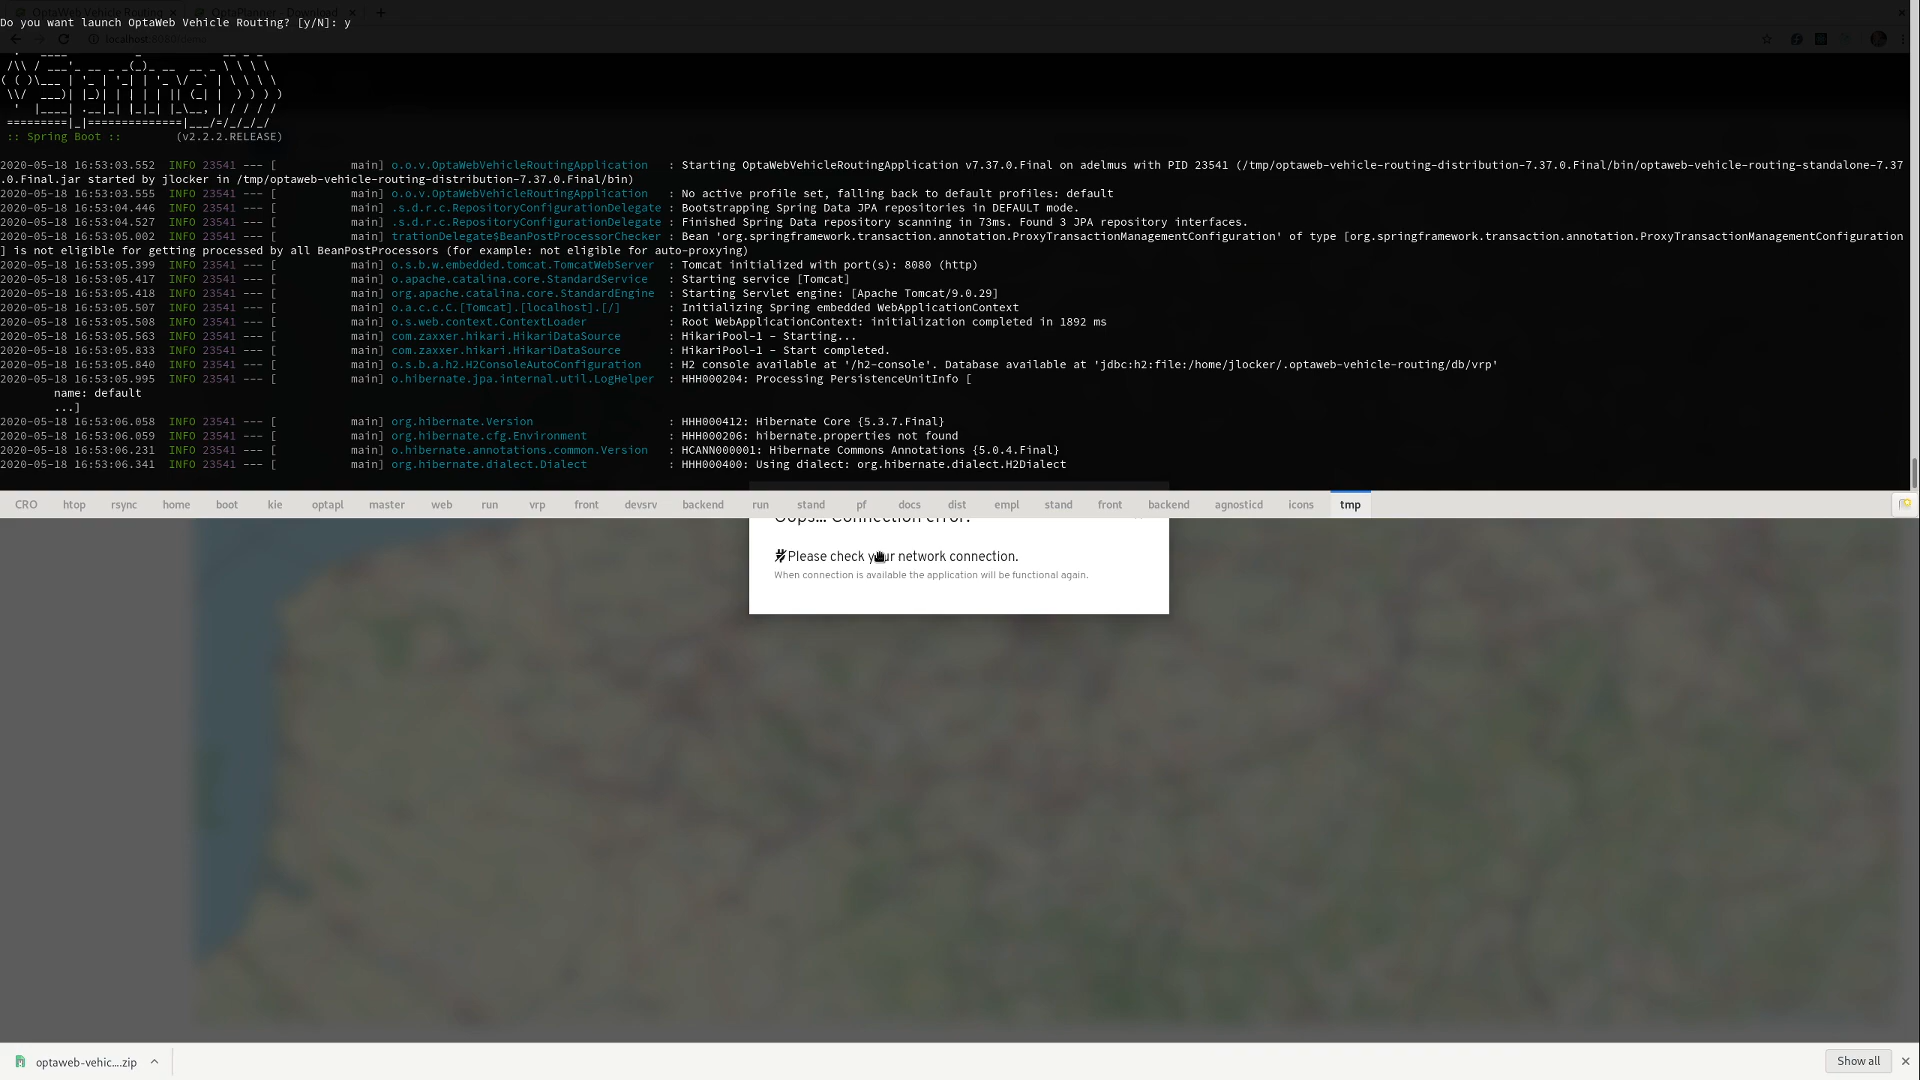 OptaWeb Vehicle Routing
OptaPlanner - Download
Do you want launch OptaWeb Vehicle Routing? [y/N]: y
localhost:8080/demo
:: Spring Boot ::        (v2.2.2.RELEASE)
2020-05-18 16:53:03.552  INFO 23541 --- [           main] o.o.v.OptaWebVehicleRoutingApplication   : Starting OptaWebVehicleRoutingApplication v7.37.0.Final on adelmus with PID 23541 (/tmp/optaweb-vehicle-routing-distribution-7.37.0.Final/bin/optaweb-vehicle-routing-standalone-7.37
.0.Final.jar started by jlocker in /tmp/optaweb-vehicle-routing-distribution-7.37.0.Final/bin)
2020-05-18 16:53:03.555  INFO 23541 --- [           main] o.o.v.OptaWebVehicleRoutingApplication   : No active profile set, falling back to default profiles: default
2020-05-18 16:53:04.446  INFO 23541 --- [           main] .s.d.r.c.RepositoryConfigurationDelegate : Bootstrapping Spring Data JPA repositories in DEFAULT mode.
2020-05-18 16:53:04.527  INFO 23541 --- [           main] .s.d.r.c.RepositoryConfigurationDelegate : Finished Spring Data repository scanning in 73ms. Found 3 JPA repository interfaces.
2020-05-18 16:53:05.002  INFO 23541 --- [           main] trationDelegate$BeanPostProcessorChecker : Bean 'org.springframework.transaction.annotation.ProxyTransactionManagementConfiguration' of type [org.springframework.transaction.annotation.ProxyTransactionManagementConfiguration
] is not eligible for getting processed by all BeanPostProcessors (for example: not eligible for auto-proxying)
2020-05-18 16:53:05.399  INFO 23541 --- [           main] o.s.b.w.embedded.tomcat.TomcatWebServer  : Tomcat initialized with port(s): 8080 (http)
2020-05-18 16:53:05.417  INFO 23541 --- [           main] o.apache.catalina.core.StandardService   : Starting service [Tomcat]
2020-05-18 16:53:05.418  INFO 23541 --- [           main] org.apache.catalina.core.StandardEngine  : Starting Servlet engine: [Apache Tomcat/9.0.29]
2020-05-18 16:53:05.507  INFO 23541 --- [           main] o.a.c.c.C.[Tomcat].[localhost].[/]       : Initializing Spring embedded WebApplicationContext
2020-05-18 16:53:05.508  INFO 23541 --- [           main] o.s.web.context.ContextLoader            : Root WebApplicationContext: initialization completed in 1892 ms
2020-05-18 16:53:05.563  INFO 23541 --- [           main] com.zaxxer.hikari.HikariDataSource       : HikariPool-1 - Starting...
2020-05-18 16:53:05.833  INFO 23541 --- [           main] com.zaxxer.hikari.HikariDataSource       : HikariPool-1 - Start completed.
2020-05-18 16:53:05.840  INFO 23541 --- [           main] o.s.b.a.h2.H2ConsoleAutoConfiguration    : H2 console available at '/h2-console'. Database available at 'jdbc:h2:file:/home/jlocker/.optaweb-vehicle-routing/db/vrp'
2020-05-18 16:53:05.995  INFO 23541 --- [           main] o.hibernate.jpa.internal.util.LogHelper  : HHH000204: Processing PersistenceUnitInfo [
name: default
...]
2020-05-18 16:53:06.058  INFO 23541 --- [           main] org.hibernate.Version                    : HHH000412: Hibernate Core {5.3.7.Final}
2020-05-18 16:53:06.059  INFO 23541 --- [           main] org.hibernate.cfg.Environment            : HHH000206: hibernate.properties not found
2020-05-18 16:53:06.231  INFO 23541 --- [           main] o.hibernate.annotations.common.Version   : HCANN000001: Hibernate Commons Annotations {5.0.4.Final}
2020-05-18 16:53:06.341  INFO 23541 --- [           main] org.hibernate.dialect.Dialect            : HHH000400: Using dialect: org.hibernate.dialect.H2Dialect
CRO htop rsync home boot kie optapl master web run vrp front devsrv backend run stand pf docs dist empl stand front backend agnosticd icons tmp
Oops... Connection error!
Please check your network connection.
When connection is available the application will be functional again.
optaweb-vehic....zip
Show all